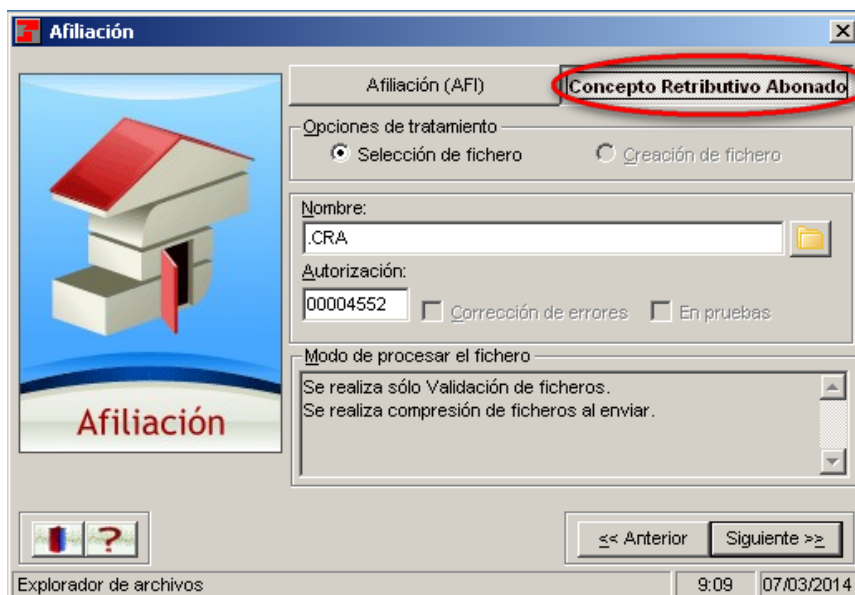 Afiliación
Afiliación (AFI)
Concepto Retributivo Abonado
Opciones de tratamiento
Selección de fichero
Creación de fichero
Nombre:
.CRA
Autorización:
00004552
Corrección de errores
En pruebas
Modo de procesar el fichero
Se realiza sólo Validación de ficheros.
Se realiza compresión de ficheros al enviar.
Afiliación
?
<< Anterior
Siguiente >>
Explorador de archivos
9:09
07/03/2014